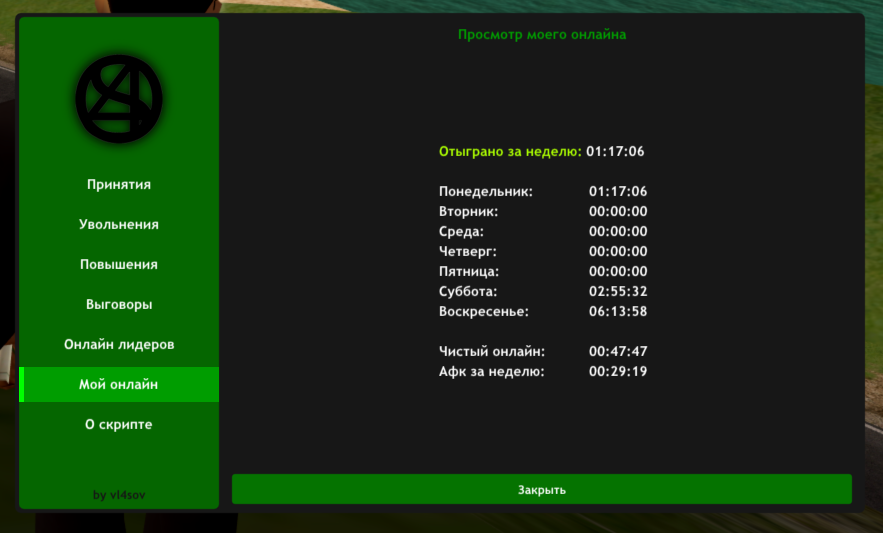 Просмотр моего онлайна
Принятия
Увольнения
Повышения
Выговоры
Онлайн лидеров
Мой онлайн
О скрипте
by vl4sov
Отыграно за неделю: 01:17:06
Понедельник: 01:17:06
Вторник: 00:00:00
Среда: 00:00:00
Четверг: 00:00:00
Пятница: 00:00:00
Суббота: 02:55:32
Воскресенье: 06:13:58
Чистый онлайн: 00:47:47
Афк за неделю: 00:29:19
Закрыть